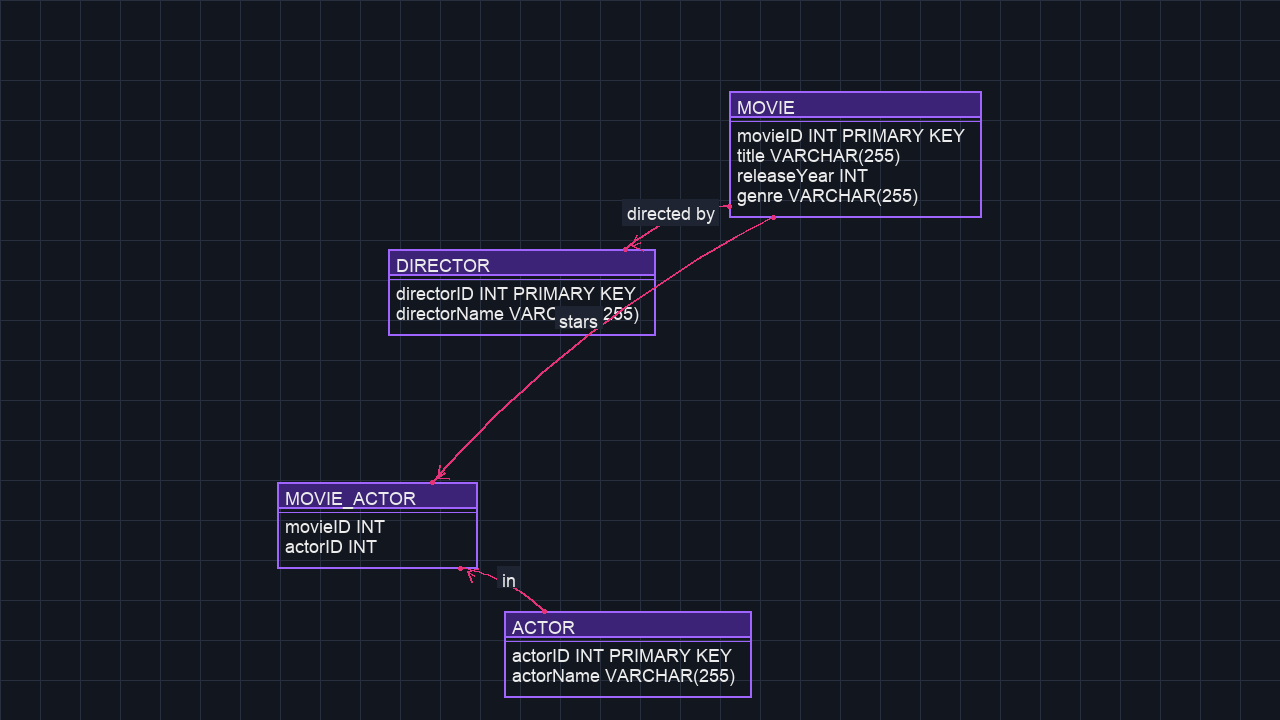 MOVIE
movieID INT PRIMARY KEY
title VARCHAR(255)
releaseYear INT
genre VARCHAR(255)
directed by
DIRECTOR
directorID INT PRIMARY KEY
directorName VARC 255)
stars
MOVIE_ACTOR
movieID INT
actorID INT
in
ACTOR
actorID INT PRIMARY KEY
actorName VARCHAR(255)